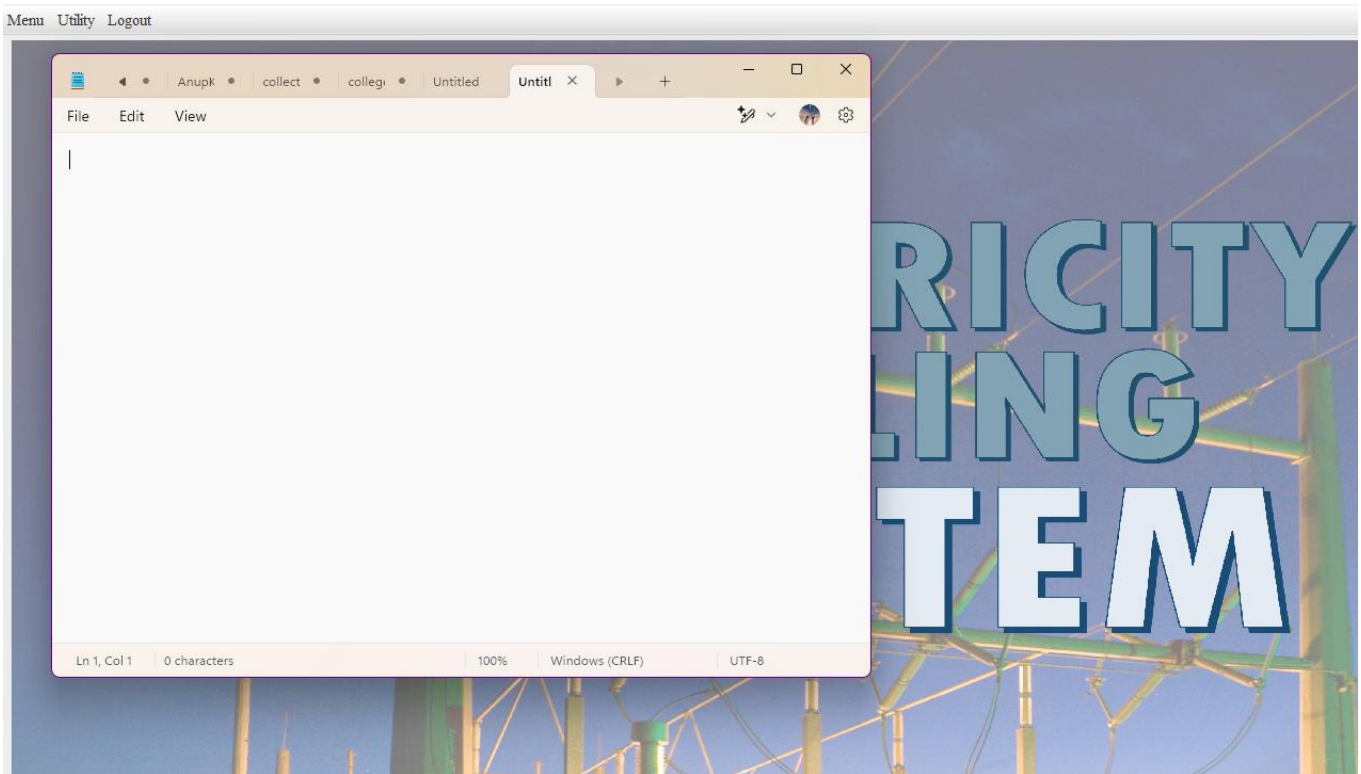 Menu Utility Logout
AnupK collect collegi Untitled Untitl
File Edit View
RICITY
LING
TEM
Ln 1, Col 1 0 characters 100% Windows (CRLF) UTF-8